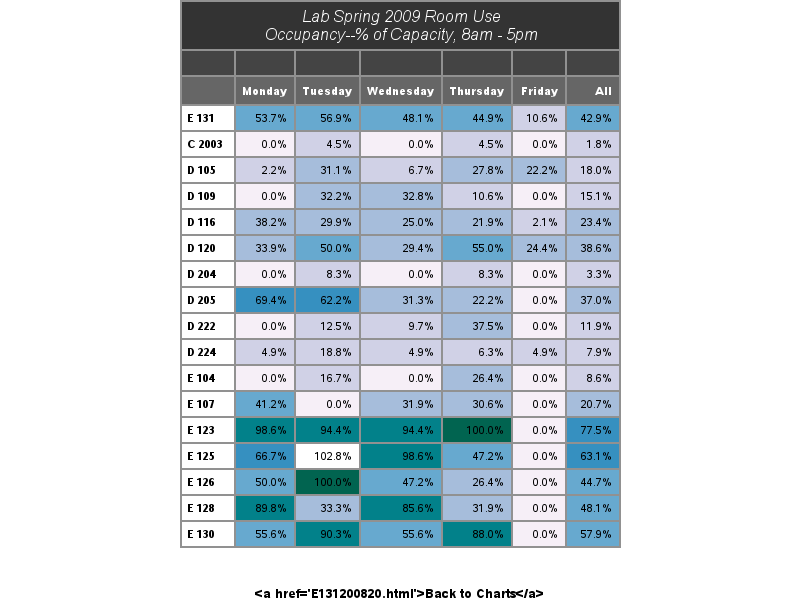 Lab Spring 2009 Room Use
Occupancy--% of Capacity, 8am - 5pm
Monday Tuesday Wednesday Thursday Friday All
E 131 53.7% 56.9% 48.1% 44.9% 10.6% 42.9%
C 2003 0.0% 4.5% 0.0% 4.5% 0.0% 1.8%
D 105 2.2% 31.1% 6.7% 27.8% 22.2% 18.0%
D 109 0.0% 32.2% 32.8% 10.6% 0.0% 15.1%
D 116 38.2% 29.9% 25.0% 21.9% 2.1% 23.4%
D 120 33.9% 50.0% 29.4% 55.0% 24.4% 38.6%
D 204 0.0% 8.3% 0.0% 8.3% 0.0% 3.3%
D 205 69.4% 62.2% 31.3% 22.2% 0.0% 37.0%
D 222 0.0% 12.5% 9.7% 37.5% 0.0% 11.9%
D 224 4.9% 18.8% 4.9% 6.3% 4.9% 7.9%
E 104 0.0% 16.7% 0.0% 26.4% 0.0% 8.6%
E 107 41.2% 0.0% 31.9% 30.6% 0.0% 20.7%
E 123 98.6% 94.4% 94.4% 100.0% 0.0% 77.5%
E 125 66.7% 102.8% 98.6% 47.2% 0.0% 63.1%
E 126 50.0% 100.0% 47.2% 26.4% 0.0% 44.7%
E 128 89.8% 33.3% 85.6% 31.9% 0.0% 48.1%
E 130 55.6% 90.3% 55.6% 88.0% 0.0% 57.9%
<a href='E131200820.html'>Back to Charts</a>